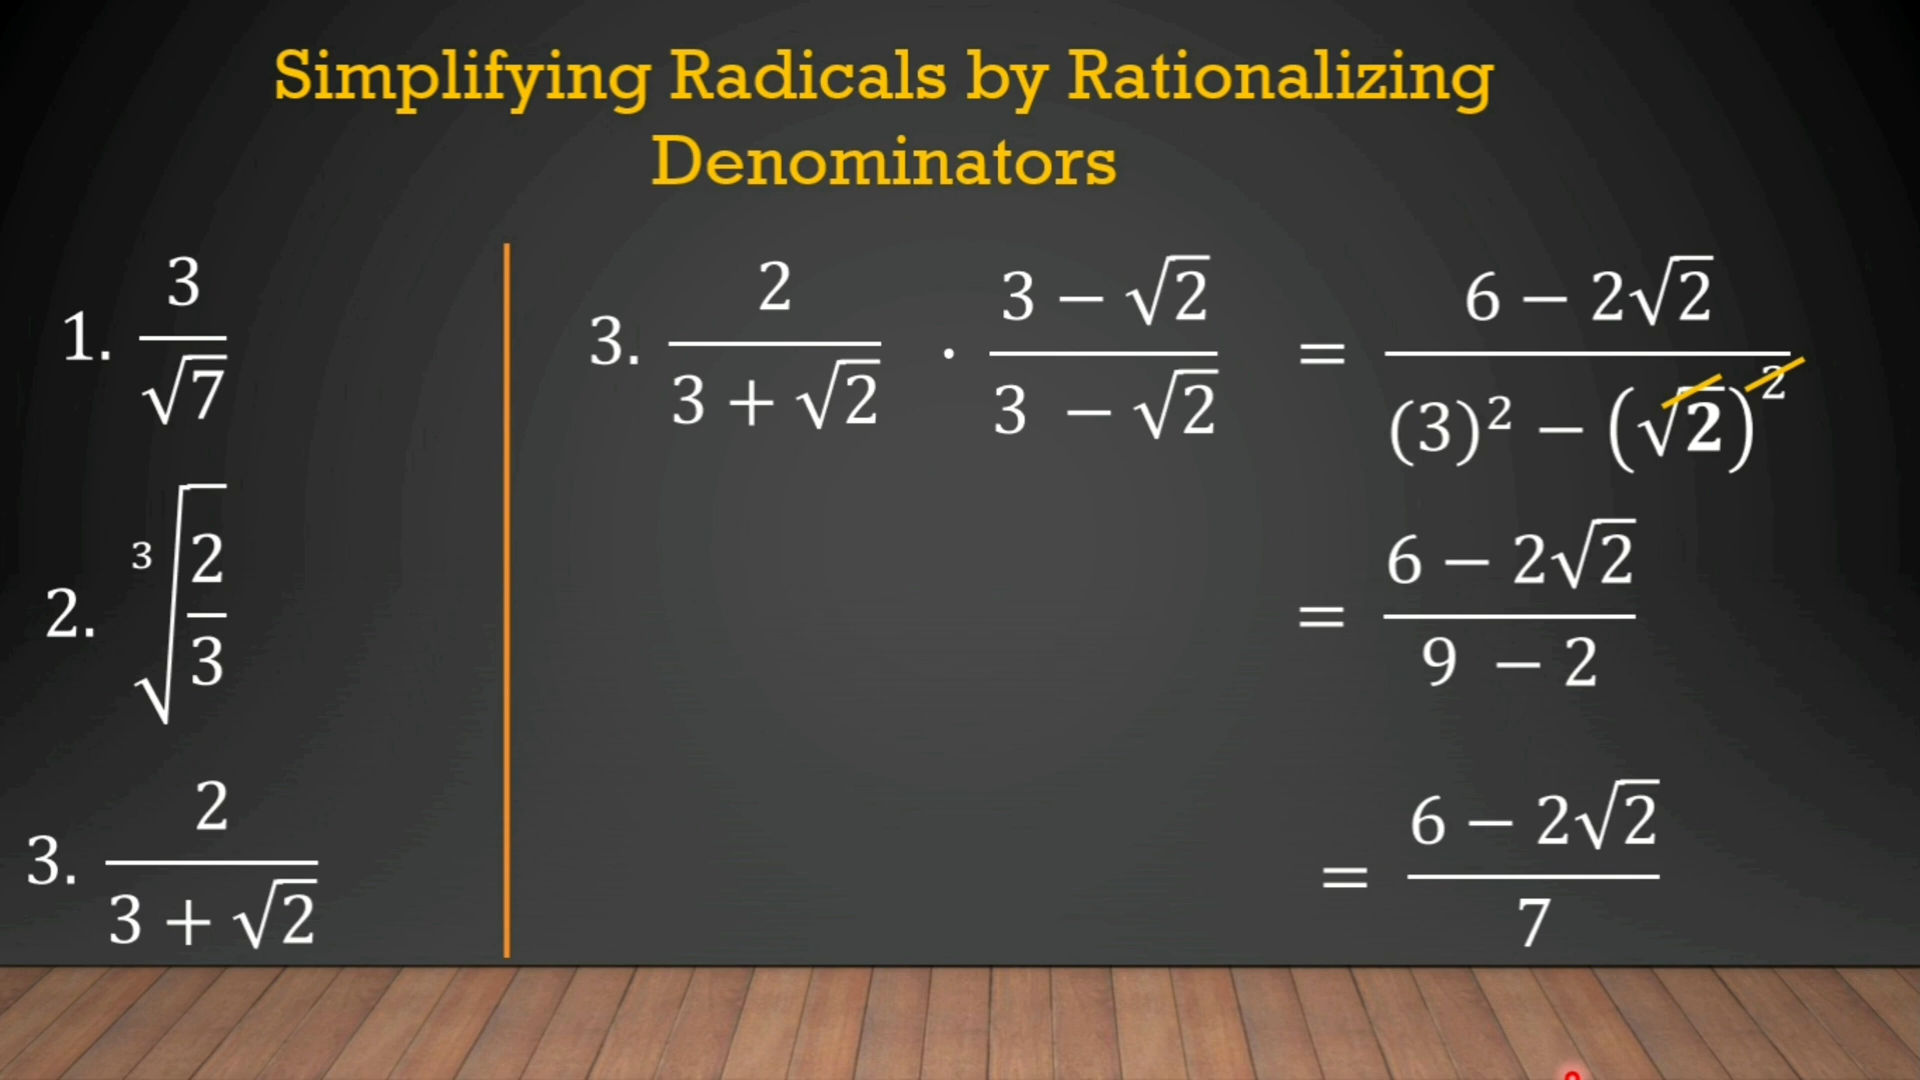 Simplifying Radicals by Rationalizing
Denominators
1. 3/√7
2. ∛(2/3)
3. 2/(3 + √2)
3. 2/(3 + √2) · (3 − √2)/(3 − √2) = (6 − 2√2)/((3)² − (√2)²)
= (6 − 2√2)/(9 − 2)
= (6 − 2√2)/7